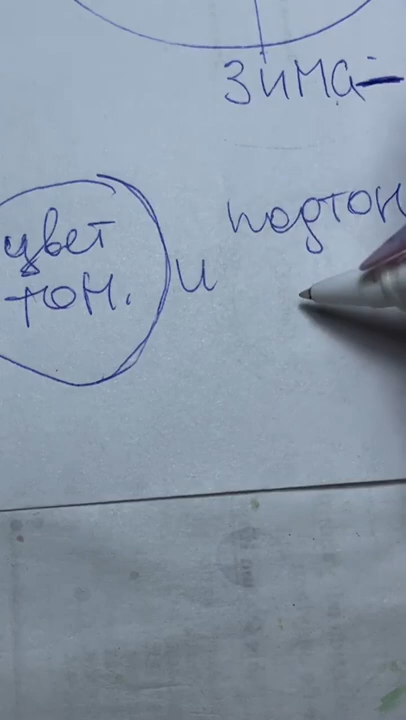 зима-
подтон
цвет
тон.
и